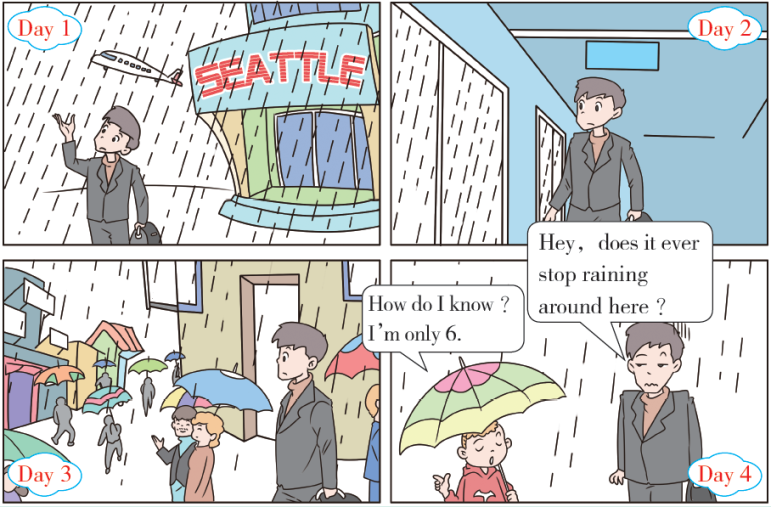 Day 1
SEATTLE
Day 2
Day 3
How do I know ?
I'm only 6.
Hey, does it ever
stop raining
around here ?
Day 4